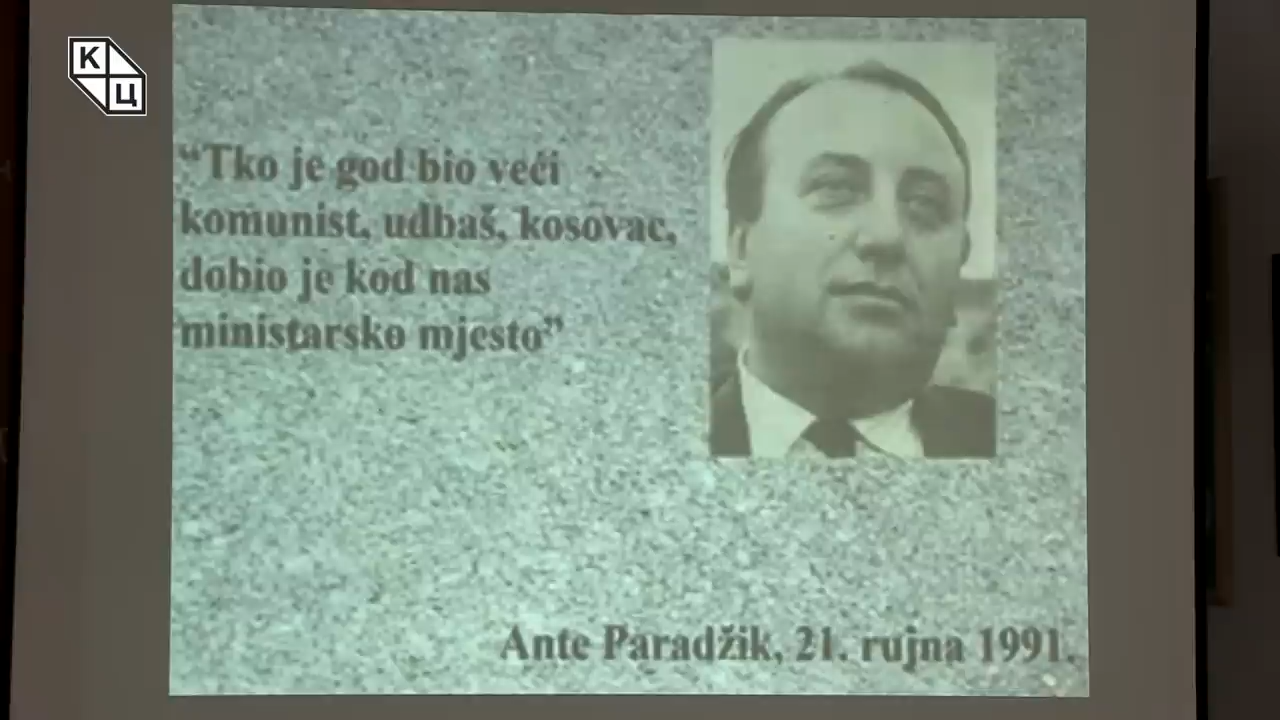 К
Ц
“Tko je god bio veći
komunist, udbaš, kosovac,
dobio je kod nas
ministarsko mjesto”
Ante Paradžik, 21. rujna 1991.